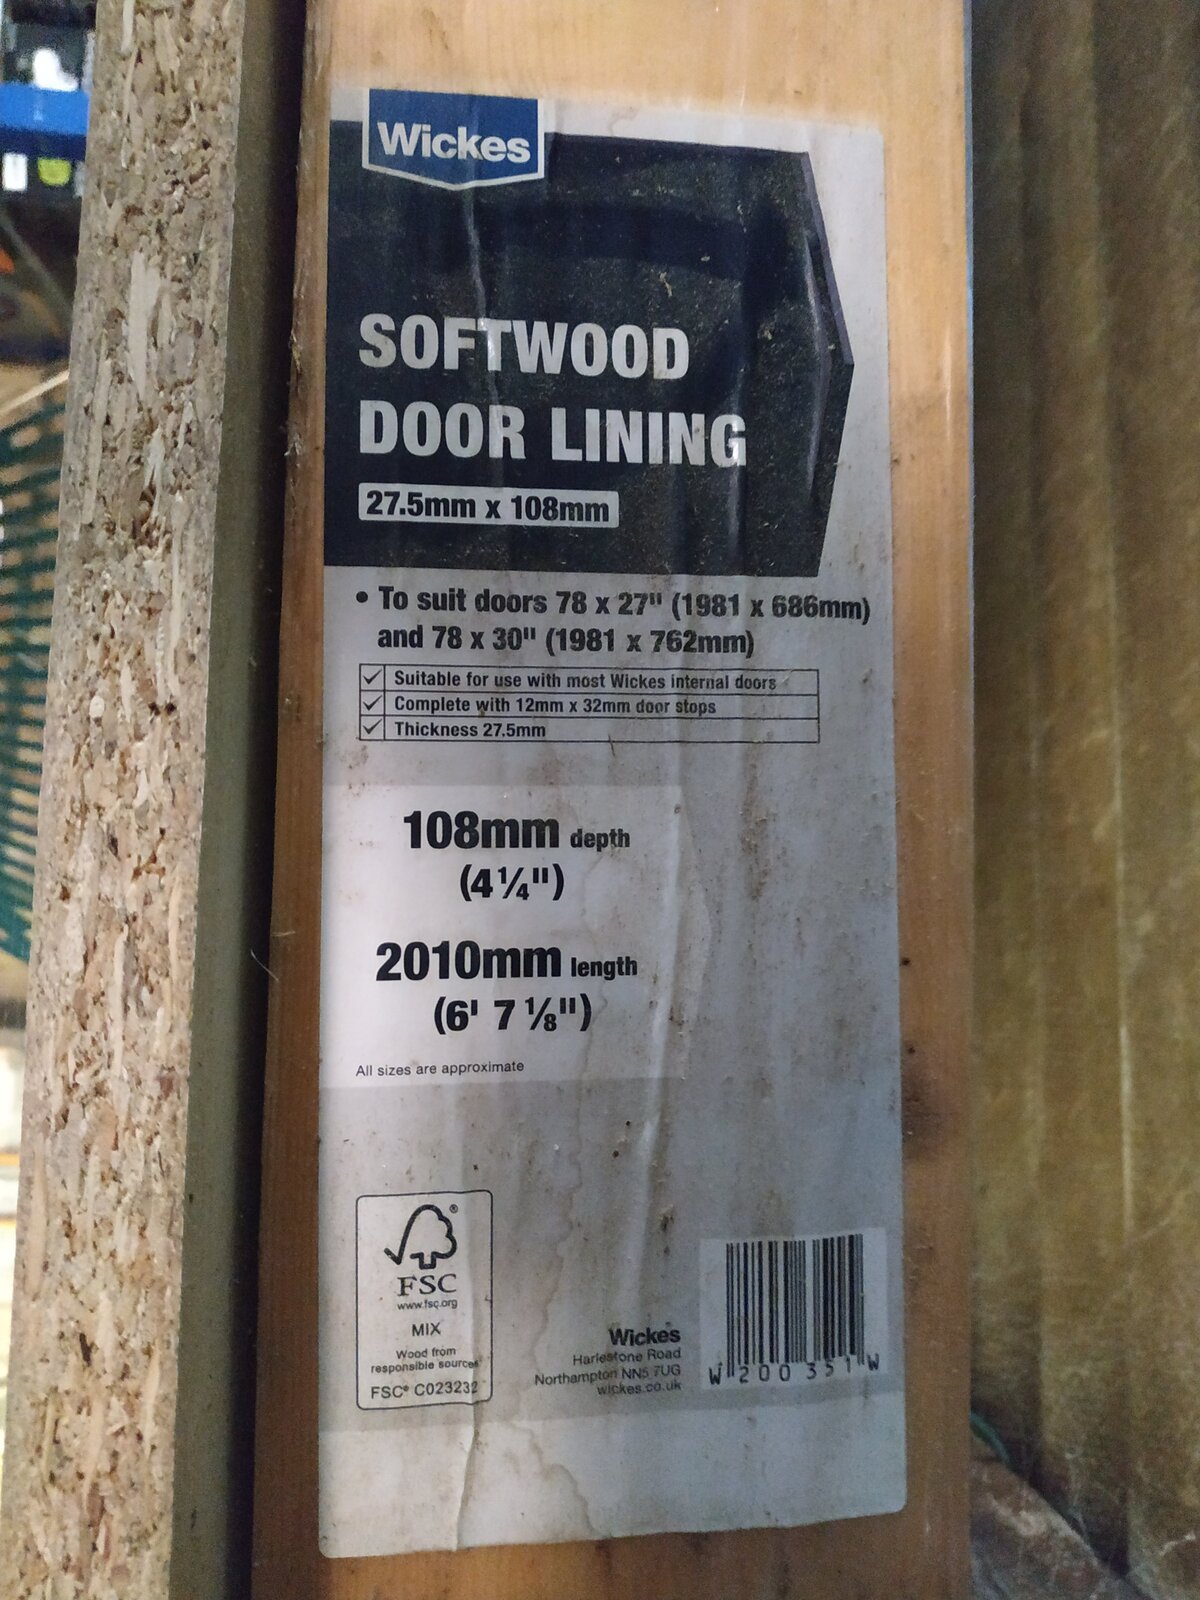 Wickes
SOFTWOOD
DOOR LINING
27.5mm x 108mm
• To suit doors 78 x 27" (1981 x 686mm)
and 78 x 30" (1981 x 762mm)
Suitable for use with most Wickes internal doors
Complete with 12mm x 32mm door stops
Thickness 27.5mm
108mm depth
(4¼")
2010mm length
(6' 7⅛")
All sizes are approximate
FSC
www.fsc.org
MIX
Wood from
responsible sources
FSC® C023232
Wickes
Harlestone Road
Northampton NN5 7UG
wickes.co.uk
W 200351 W